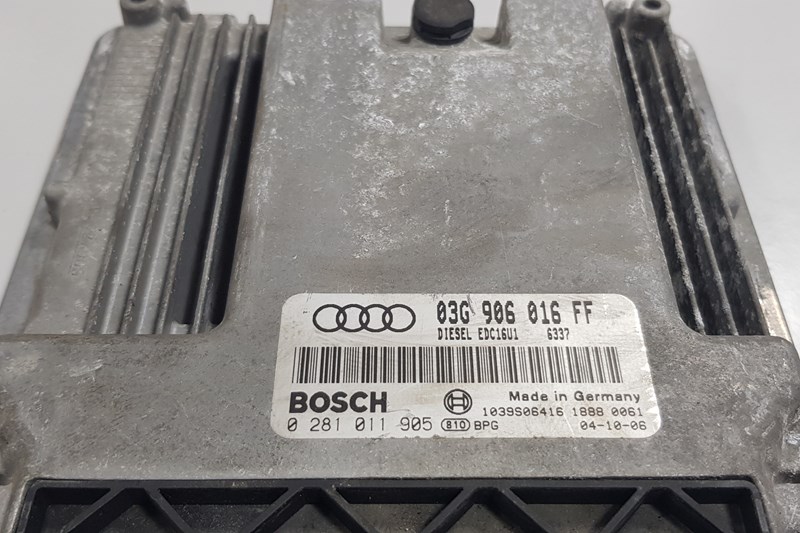 03G 906 016 FF
DIESEL EDC16U1 6337
BOSCH
Made in Germany
1039S06416 1888 0061
0 281 011 905 810 BPG 04-10-06